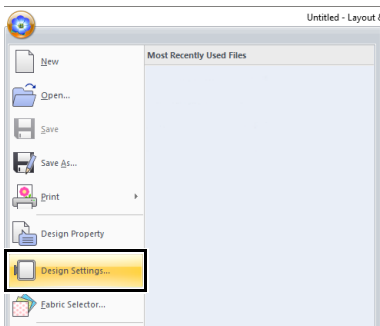 Untitled - Layout &
Most Recently Used Files
New
Open...
Save
Save As...
Print
Design Property
Design Settings...
Fabric Selector...